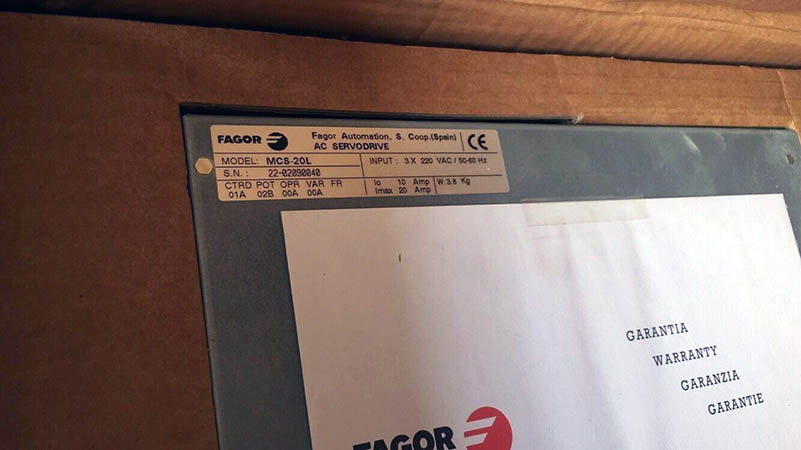 FAGOR
Fagor Automation, S. Coop.(Spain)
AC SERVODRIVE
CE
MODEL: MCS-20L
INPUT: 3 X 220 VAC / 50-60 Hz
S.N.: 22-02090040
CTRD POT OPR VAR FR
01A 02B 00A 00A
Io 10 Amp
Imax 20 Amp
W:3.8 Kg
GARANTIA
WARRANTY
GARANZIA
GARANTIE
FAGOR